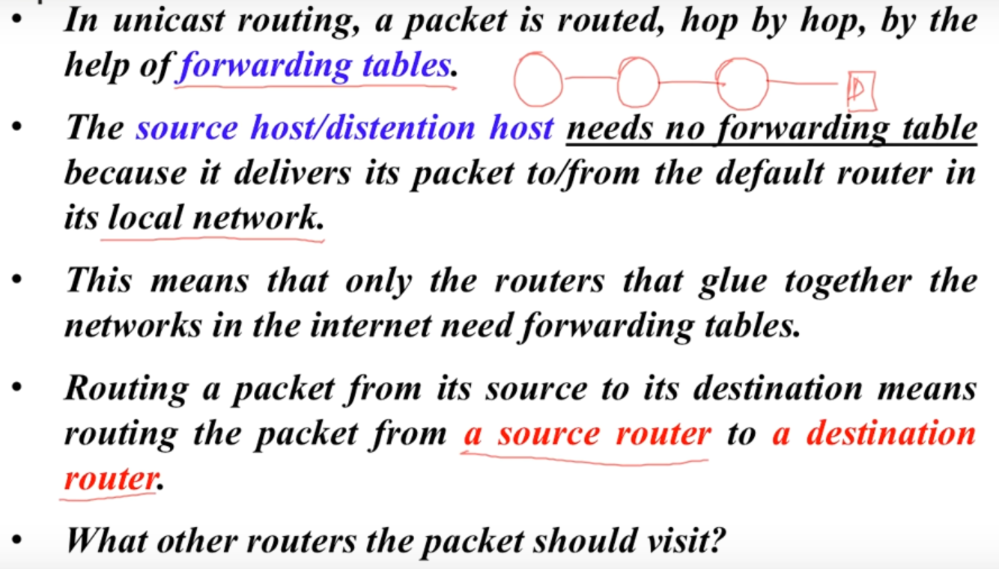 • In unicast routing, a packet is routed, hop by hop, by the
help of forwarding tables.
D
• The source host/distention host needs no forwarding table
because it delivers its packet to/from the default router in
its local network.
• This means that only the routers that glue together the
networks in the internet need forwarding tables.
• Routing a packet from its source to its destination means
routing the packet from a source router to a destination
router.
• What other routers the packet should visit?